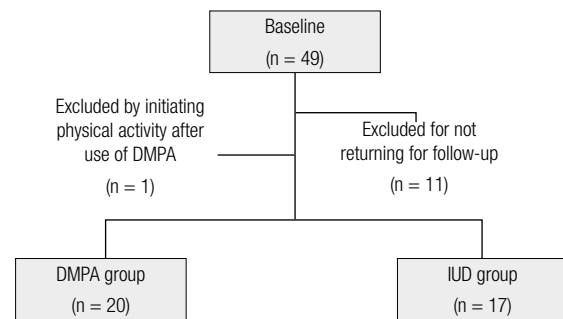 Baseline
(n = 49)
Excluded by initiating
physical activity after
use of DMPA
(n = 1)
Excluded for not
returning for follow-up
(n = 11)
DMPA group
(n = 20)
IUD group
(n = 17)